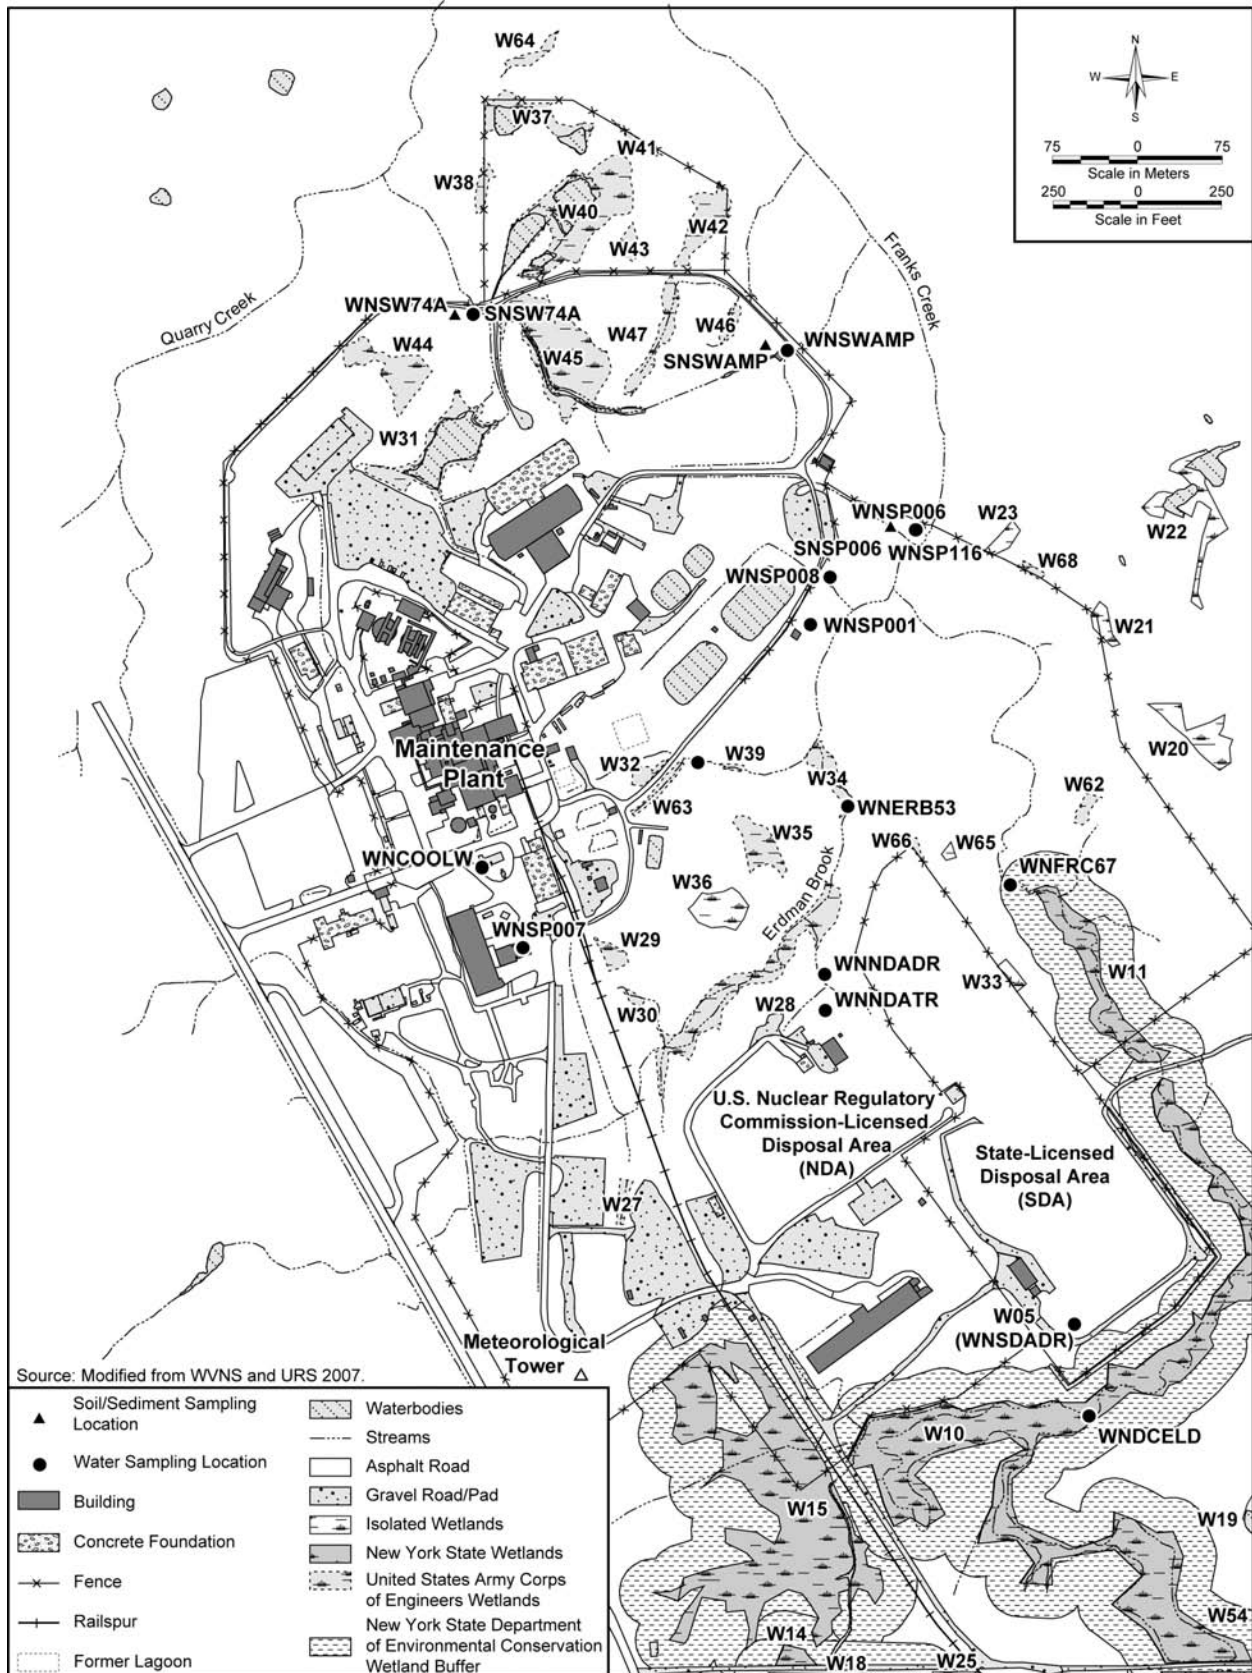 W64
N
W E
S
75 0 75
Scale in Meters
250 0 250
Scale in Feet
W37
W41
W38
W40
W42
W43
Franks Creek
Quarry Creek
WNSW74A
SNSW74A
W44
W45
W47
W46
SNSWAMP
WNSWAMP
W31
WNSP006
W23
W22
SNSP006
WNSP116
W68
WNSP008
WNSP001
W21
W20
Maintenance
Plant
W32
W39
W34
W62
W63
WNERB53
W35
W66
W65
WNCOOLW
W36
WNFRC67
Erdman Brook
WNSP007
W29
WNNDADR
W11
W33
W30
W28
WNNDATR
U.S. Nuclear Regulatory
Commission-Licensed
Disposal Area
(NDA)
State-Licensed
Disposal Area
(SDA)
W27
W05
(WNSDADR)
Meteorological
Tower
W10
WNDCELD
W15
W19
W14
W18
W25
W54
Source: Modified from WVNS and URS 2007.
Soil/Sediment Sampling
Location
Water Sampling Location
Building
Concrete Foundation
Fence
Railspur
Former Lagoon
Waterbodies
Streams
Asphalt Road
Gravel Road/Pad
Isolated Wetlands
New York State Wetlands
United States Army Corps
of Engineers Wetlands
New York State Department
of Environmental Conservation
Wetland Buffer